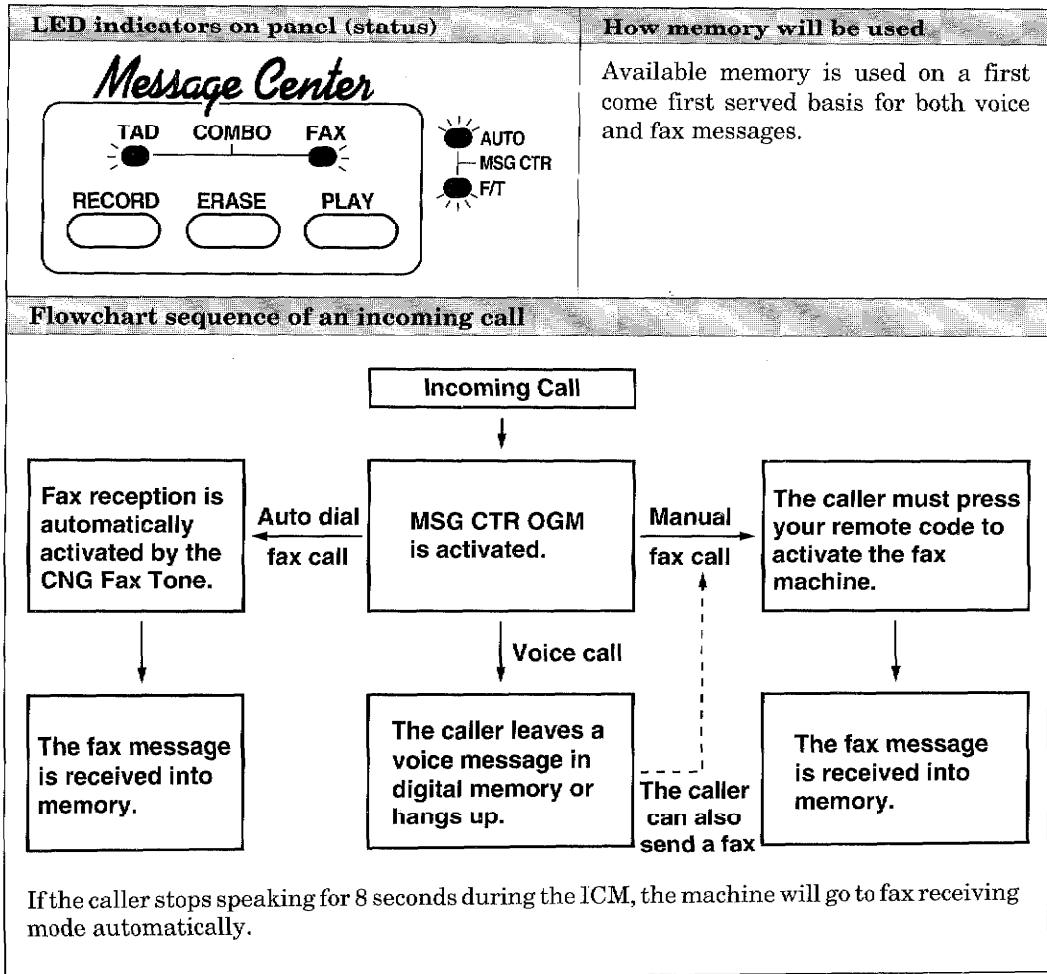 LED indicators on panel (status)
How memory will be used
Message Center
TAD COMBO FAX
AUTO
MSG CTR
F/T
RECORD ERASE PLAY
Available memory is used on a first
come first served basis for both voice
and fax messages.
Flowchart sequence of an incoming call
Incoming Call
Fax reception is
automatically
activated by the
CNG Fax Tone.
Auto dial
fax call
MSG CTR OGM
is activated.
Manual
fax call
The caller must press
your remote code to
activate the fax
machine.
Voice call
The fax message
is received into
memory.
The caller leaves a
voice message in
digital memory or
hangs up.
The caller
can also
send a fax
The fax message
is received into
memory.
If the caller stops speaking for 8 seconds during the ICM, the machine will go to fax receiving
mode automatically.